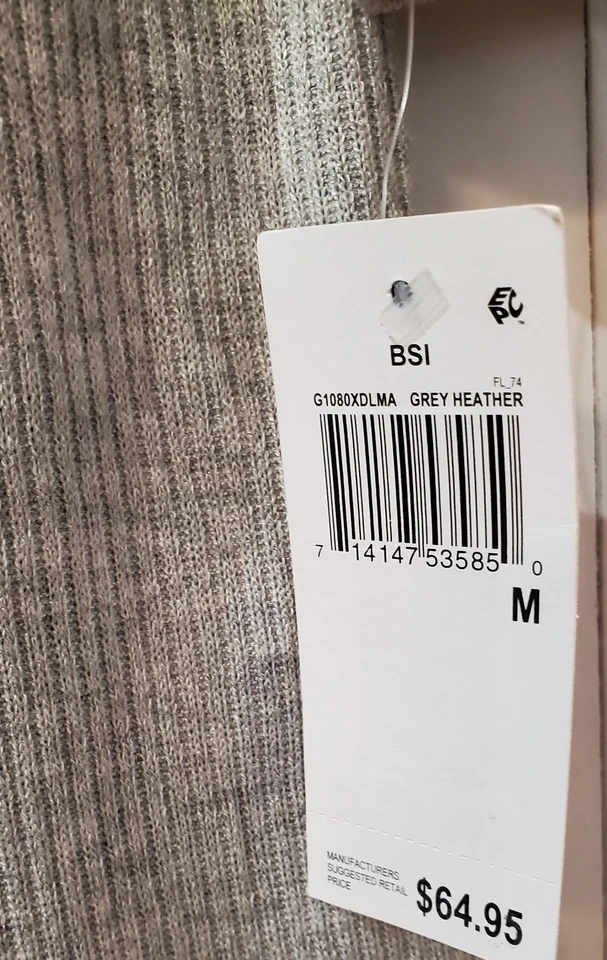 EPC
BSI
FL_74
G1080XDLMA GREY HEATHER
7 14147 53585 0
M
MANUFACTURERS
SUGGESTED RETAIL
PRICE
$64.95